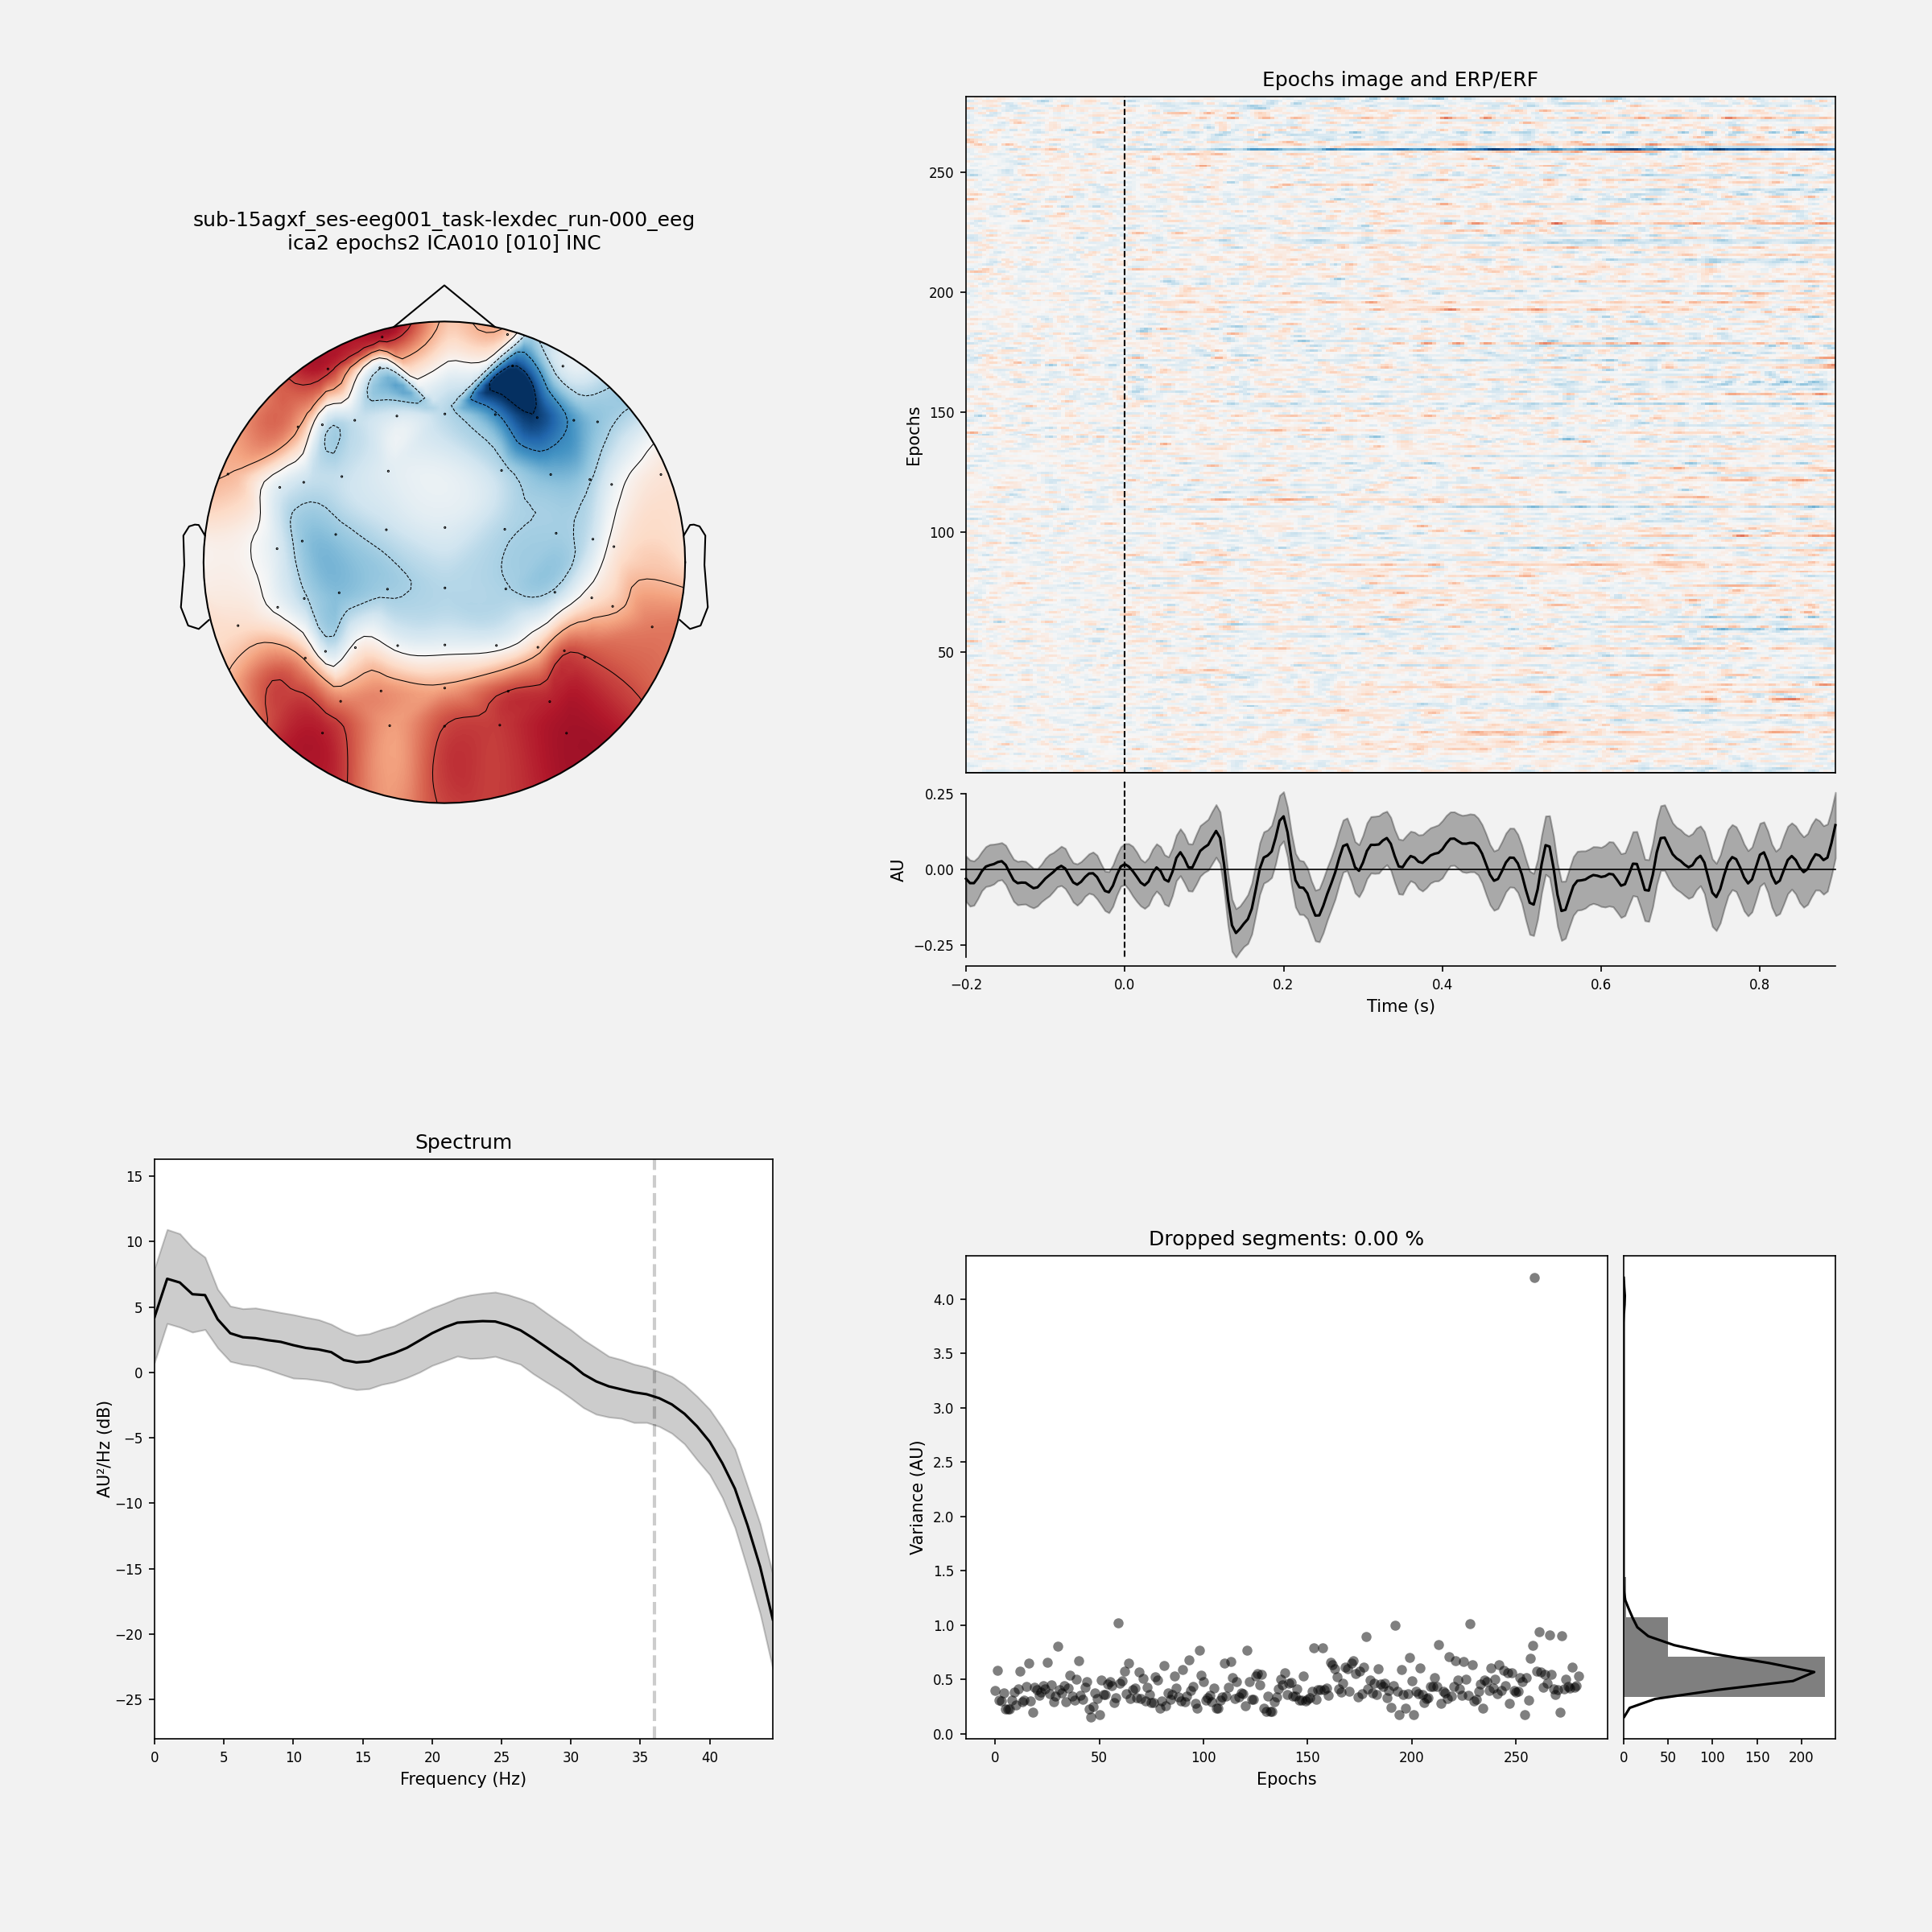 sub-15agxf_ses-eeg001_task-lexdec_run-000_eeg
ica2 epochs2 ICA010 [010] INC
Epochs image and ERP/ERF
Epochs
250
200
150
100
50
AU
0.25
0.00
−0.25
−0.2 0.0 0.2 0.4 0.6 0.8
Time (s)
Spectrum
AU²/Hz (dB)
15
10
5
0
−5
−10
−15
−20
−25
0 5 10 15 20 25 30 35 40
Frequency (Hz)
Dropped segments: 0.00 %
Variance (AU)
4.0
3.5
3.0
2.5
2.0
1.5
1.0
0.5
0.0
0 50 100 150 200 250
Epochs
0 50 100 150 200